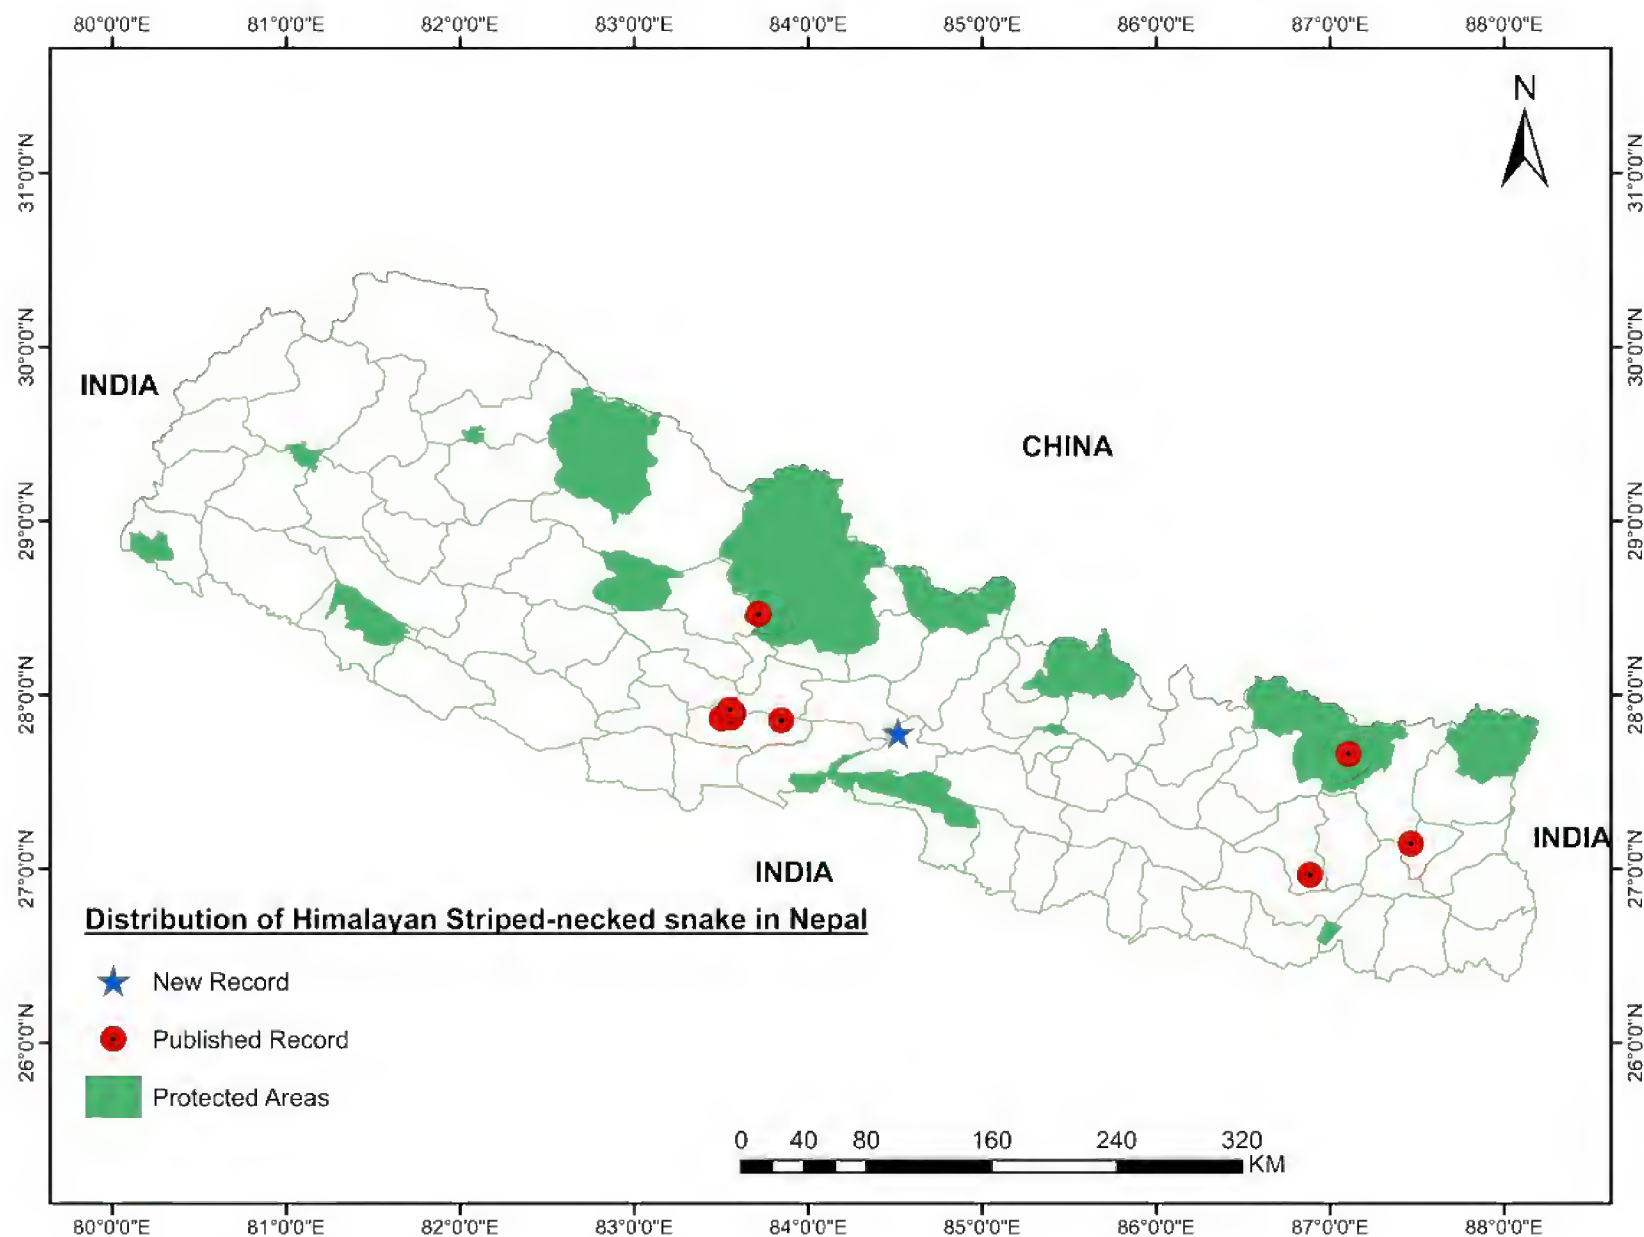 80°0'0"E 81°0'0"E 82°0'0"E 83°0'0"E 84°0'0"E 85°0'0"E 86°0'0"E 87°0'0"E 88°0'0"E
N
31°0'0"N 31°0'0"N
30°0'0"N 30°0'0"N
INDIA
CHINA
29°0'0"N 29°0'0"N
28°0'0"N 28°0'0"N
INDIA
27°0'0"N 27°0'0"N
INDIA
Distribution of Himalayan Striped-necked snake in Nepal
New Record
Published Record
26°0'0"N 26°0'0"N
Protected Areas
0 40 80 160 240 320
KM
80°0'0"E 81°0'0"E 82°0'0"E 83°0'0"E 84°0'0"E 85°0'0"E 86°0'0"E 87°0'0"E 88°0'0"E